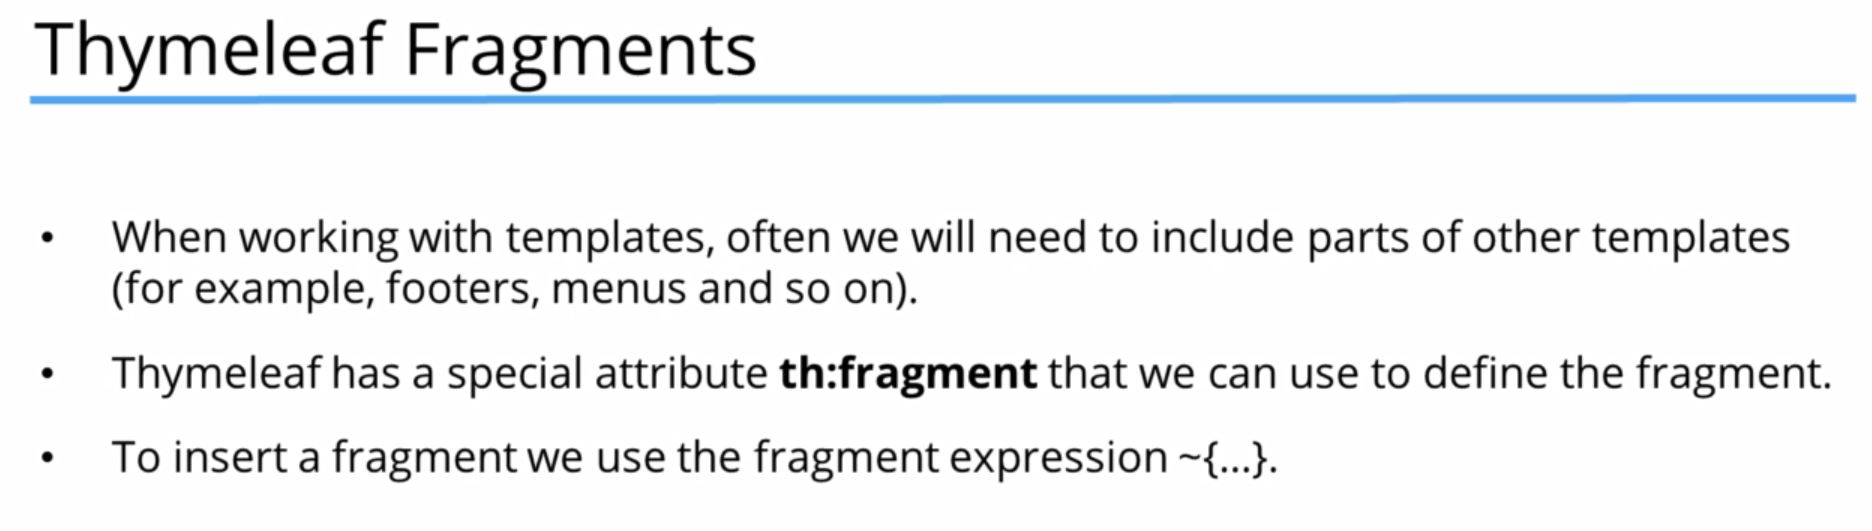 Thymeleaf Fragments
• When working with templates, often we will need to include parts of other templates
(for example, footers, menus and so on).
• Thymeleaf has a special attribute th:fragment that we can use to define the fragment.
• To insert a fragment we use the fragment expression ~{...}.